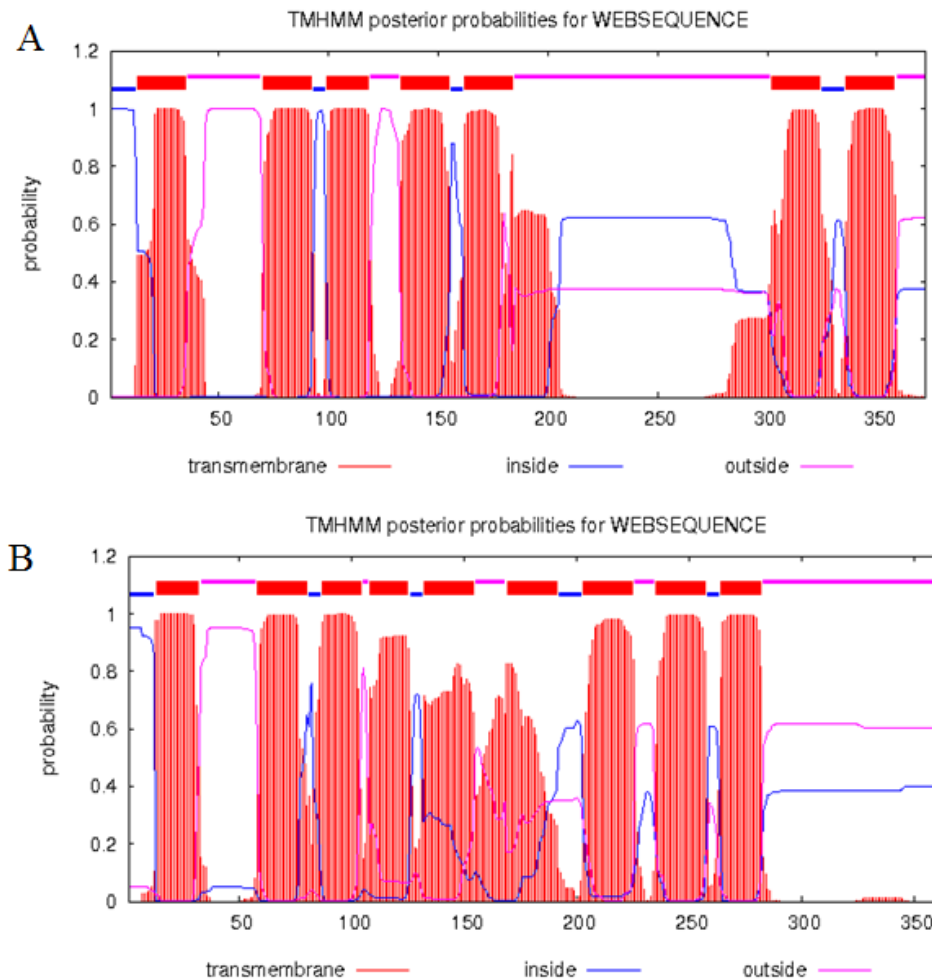 A
TMHMM posterior probabilities for WEBSEQUENCE
1.2
1
0.8
0.6
0.4
0.2
0
probability
50 100 150 200 250 300 350
transmembrane inside outside
B
TMHMM posterior probabilities for WEBSEQUENCE
1.2
1
0.8
0.6
0.4
0.2
0
probability
50 100 150 200 250 300 350
transmembrane inside outside